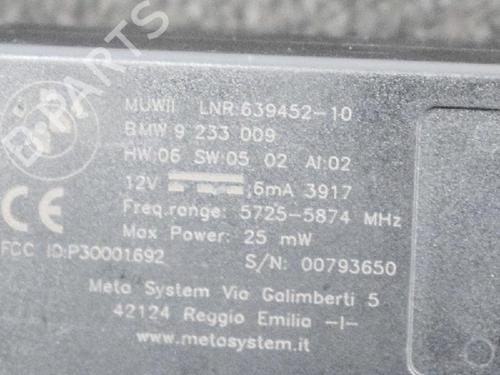 B-PARTS
MUWII LNR:639452-10
BMW 9 233 009
HW:06 SW:05 02 AI:02
12V ;6mA 3917
Freq.range: 5725-5874 MHz
Max Power: 25 mW
CE
FCC ID:P30001692 S/N: 00793650
Meta System Via Galimberti 5
42124 Reggio Emilia -I-
www.metasystem.it